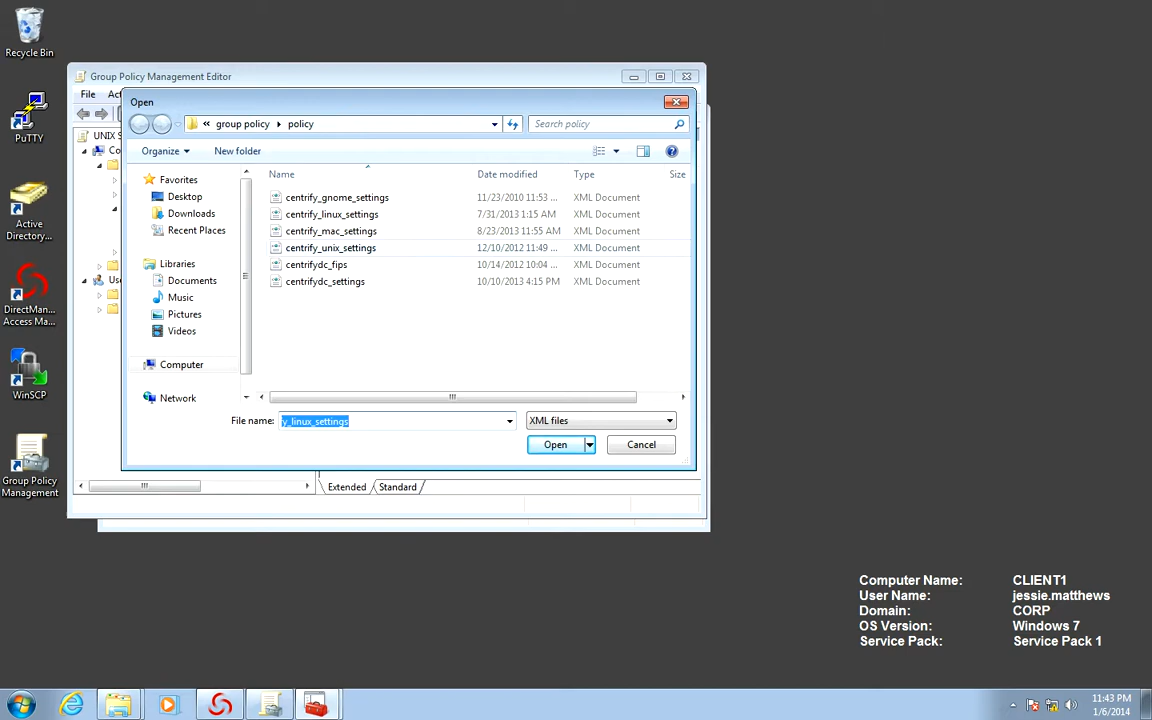 Recycle Bin
PuTTY
Active
Directory...
DirectMan...
Access Ma...
WinSCP
Group Policy
Management
Group Policy Management Editor
File
Act
UNIX S
Co
Use
Open
« group policy ▸ policy
Search policy
Organize
New folder
Favorites
Desktop
Downloads
Recent Places
Libraries
Documents
Music
Pictures
Videos
Computer
Network
Name Date modified Type Size
centrify_gnome_settings 11/23/2010 11:53 ... XML Document
centrify_linux_settings 7/31/2013 1:15 AM XML Document
centrify_mac_settings 8/23/2013 11:55 AM XML Document
centrify_unix_settings 12/10/2012 11:49 ... XML Document
centrifydc_fips 10/14/2012 10:04 ... XML Document
centrifydc_settings 10/10/2013 4:15 PM XML Document
File name: y_linux_settings XML files
Open Cancel
Extended Standard
Computer Name: CLIENT1
User Name: jessie.matthews
Domain: CORP
OS Version: Windows 7
Service Pack: Service Pack 1
11:43 PM
1/6/2014